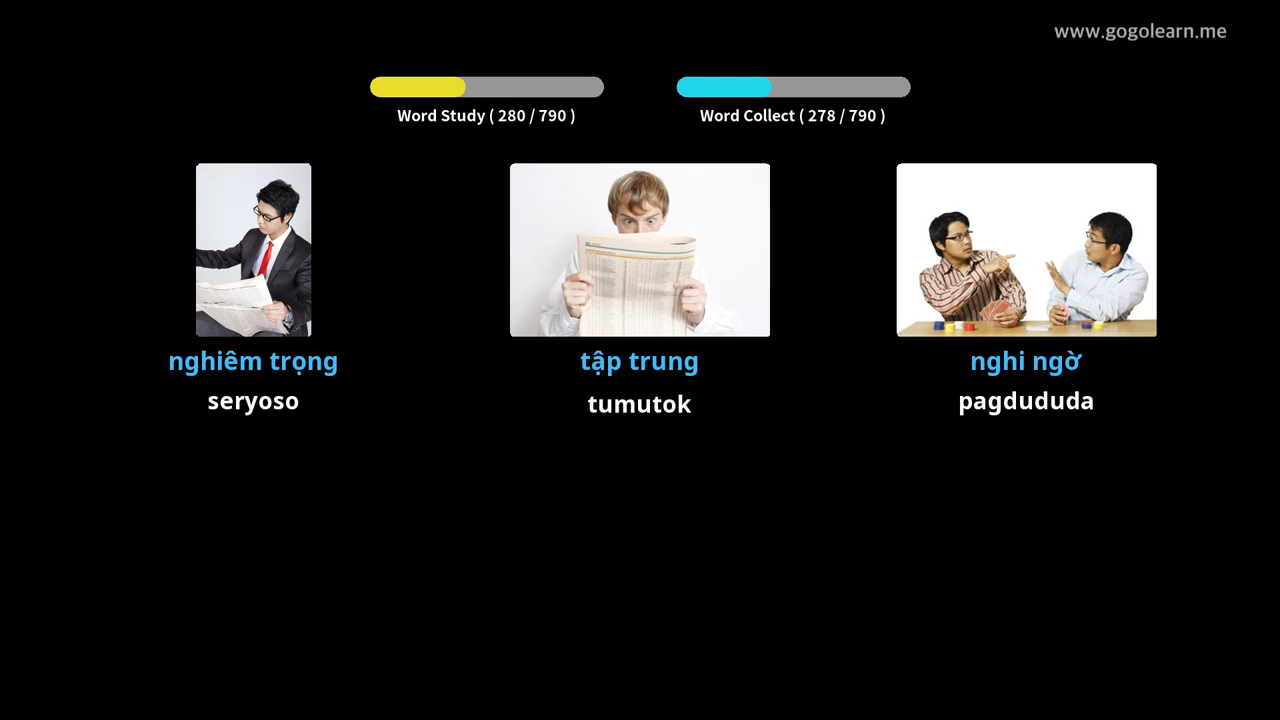 www.gogolearn.me
Word Study ( 280 / 790 )
Word Collect ( 278 / 790 )
nghiêm trọng
seryoso
tập trung
tumutok
nghi ngờ
pagdududa